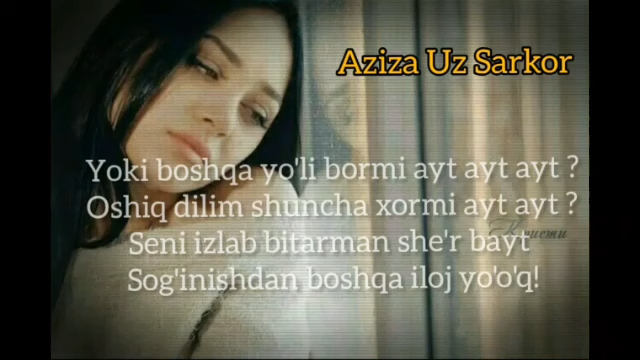 Aziza Uz Sarkor
Yoki boshqa yo'li bormi ayt ayt ayt ?
Oshiq dilim shuncha xormi ayt ayt ?
Seni izlab bitarman she'r bayt
Sog'inishdan boshqa iloj yo'o'q!